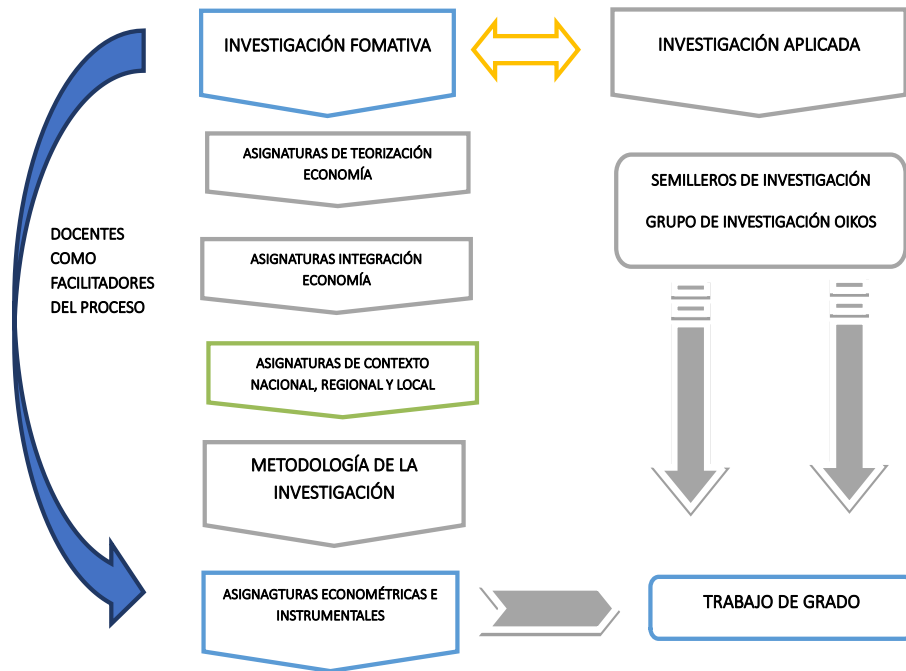 INVESTIGACIÓN FOMATIVA
INVESTIGACIÓN APLICADA
ASIGNATURAS DE TEORIZACIÓN
ECONOMÍA
SEMILLEROS DE INVESTIGACIÓN
GRUPO DE INVESTIGACIÓN OIKOS
DOCENTES
COMO
FACILITADORES
DEL PROCESO
ASIGNATURAS INTEGRACIÓN
ECONOMÍA
ASIGNATURAS DE CONTEXTO
NACIONAL, REGIONAL Y LOCAL
METODOLOGÍA DE LA
INVESTIGACIÓN
ASIGNAGTURAS ECONOMÉTRICAS E
INSTRUMENTALES
TRABAJO DE GRADO